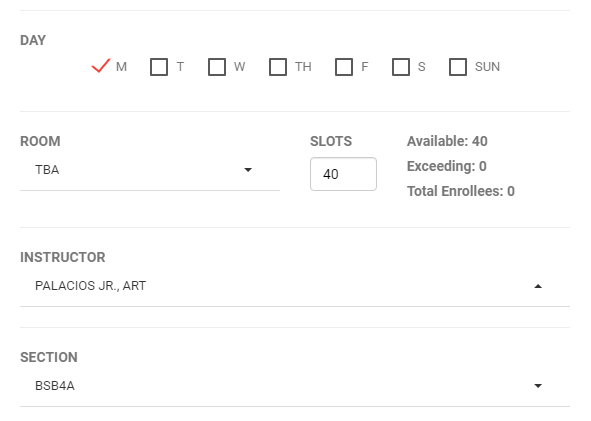 DAY
M T W TH F S SUN
ROOM
TBA
SLOTS
40
Available: 40
Exceeding: 0
Total Enrollees: 0
INSTRUCTOR
PALACIOS JR., ART
SECTION
BSB4A